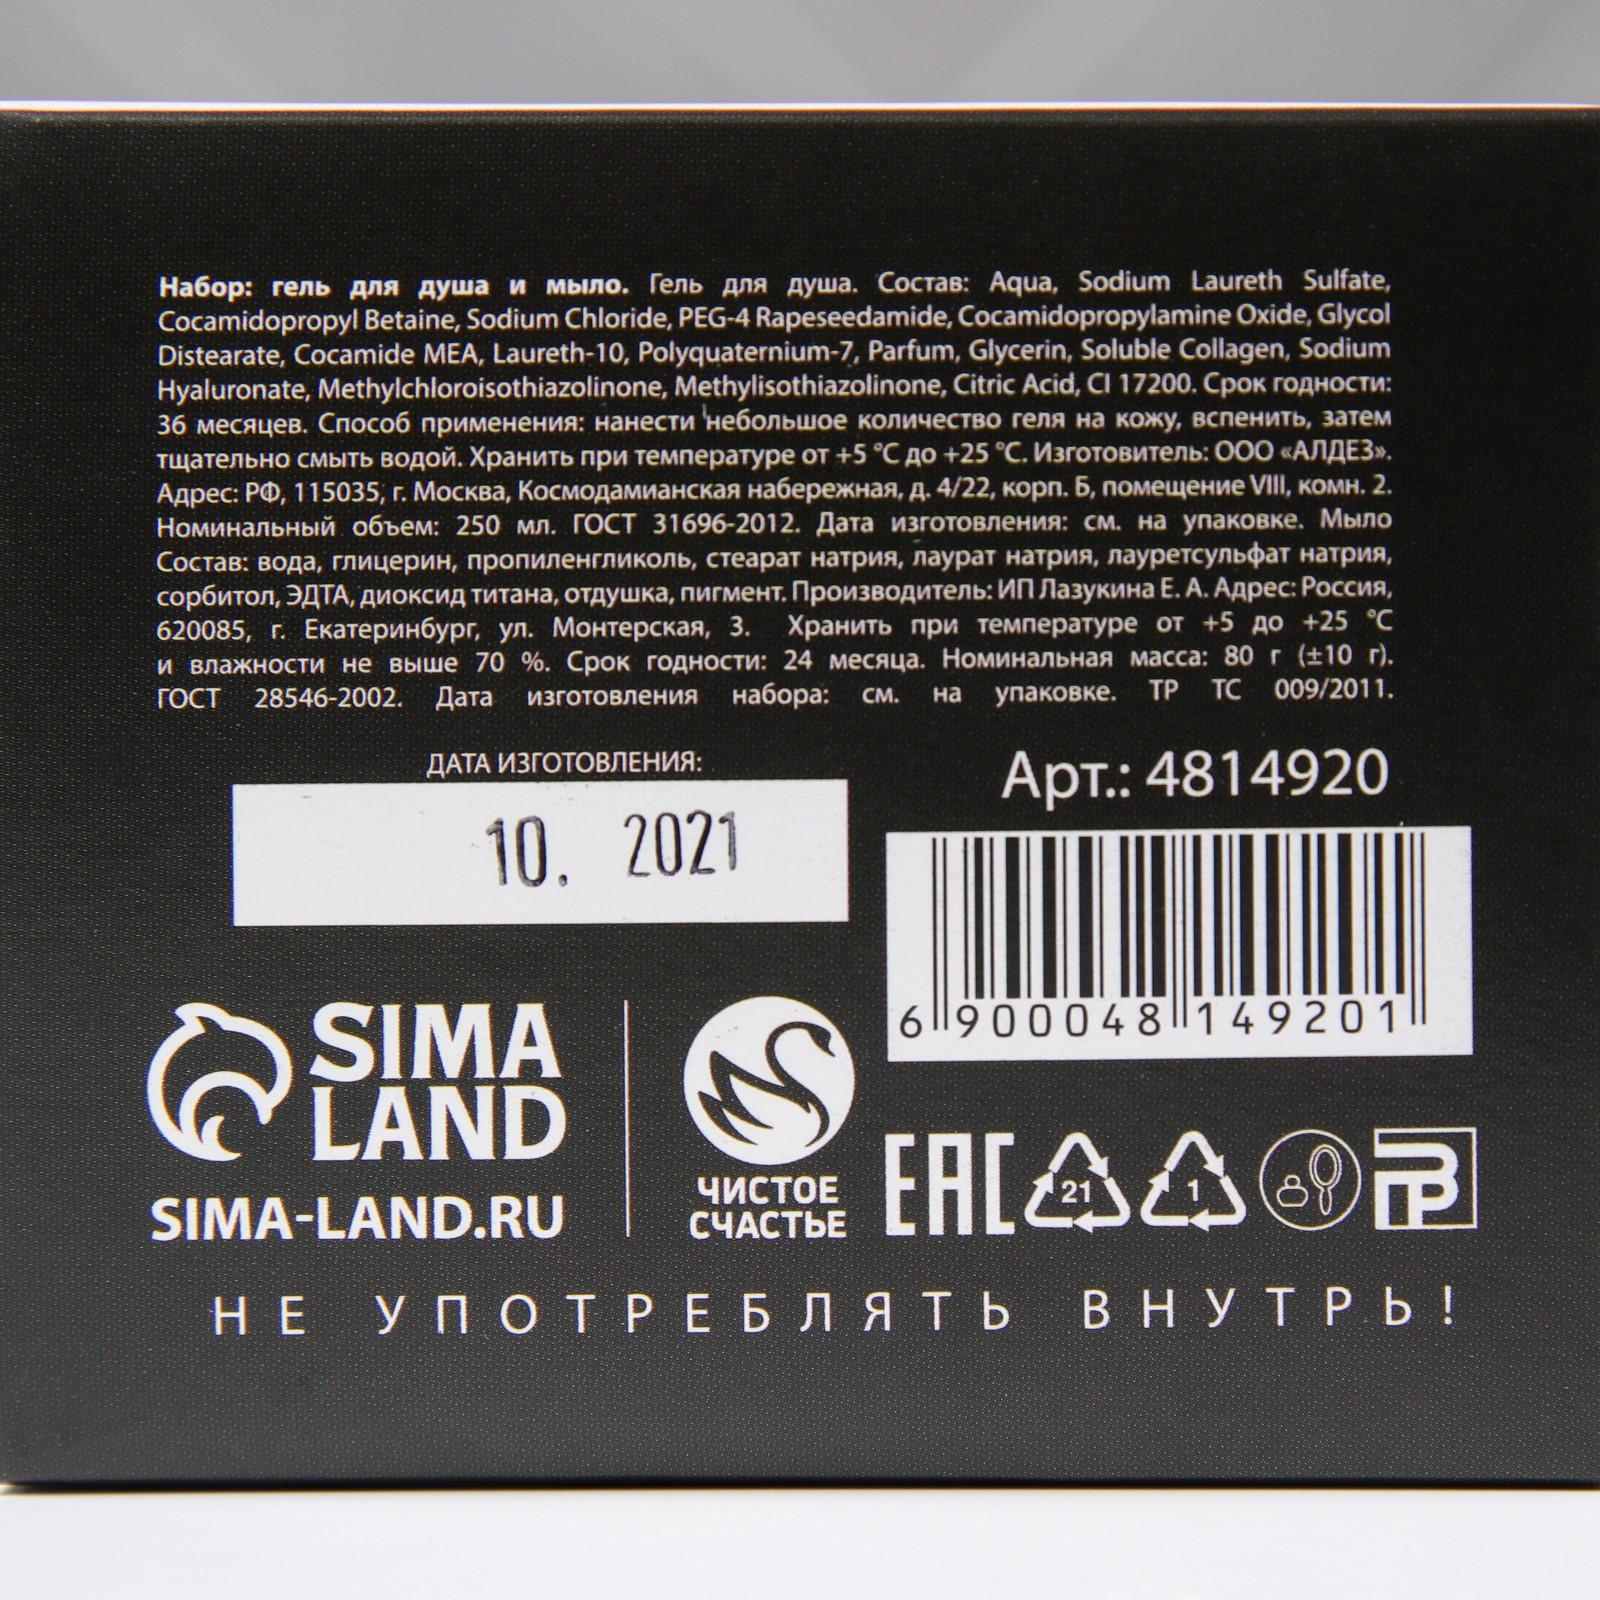 Набор: гель для душа и мыло. Гель для душа. Состав: Aqua, Sodium Laureth Sulfate,
Cocamidopropyl Betaine, Sodium Chloride, PEG-4 Rapeseedamide, Cocamidopropylamine Oxide, Glycol
Distearate, Cocamide MEA, Laureth-10, Polyquaternium-7, Parfum, Glycerin, Soluble Collagen, Sodium
Hyaluronate, Methylchloroisothiazolinone, Methylisothiazolinone, Citric Acid, CI 17200. Срок годности:
36 месяцев. Способ применения: нанести небольшое количество геля на кожу, вспенить, затем
тщательно смыть водой. Хранить при температуре от +5 °С до +25 °С. Изготовитель: ООО «АЛДЕЗ».
Адрес: РФ, 115035, г. Москва, Космодамианская набережная, д. 4/22, корп. Б, помещение VIII, комн. 2.
Номинальный объем: 250 мл. ГОСТ 31696-2012. Дата изготовления: см. на упаковке. Мыло
Состав: вода, глицерин, пропиленгликоль, стеарат натрия, лаурат натрия, лауретсульфат натрия,
сорбитол, ЭДТА, диоксид титана, отдушка, пигмент. Производитель: ИП Лазукина Е. А. Адрес: Россия,
620085, г. Екатеринбург, ул. Монтерская, 3. Хранить при температуре от +5 до +25 °С
и влажности не выше 70 %. Срок годности: 24 месяца. Номинальная масса: 80 г (±10 г).
ГОСТ 28546-2002. Дата изготовления набора: см. на упаковке. ТР ТС 009/2011.
ДАТА ИЗГОТОВЛЕНИЯ:
10. 2021
Арт.: 4814920
6 900048 149201
SIMA
LAND
SIMA-LAND.RU
ЧИСТОЕ
СЧАСТЬЕ
EAC
21
1
НЕ УПОТРЕБЛЯТЬ ВНУТРЬ!